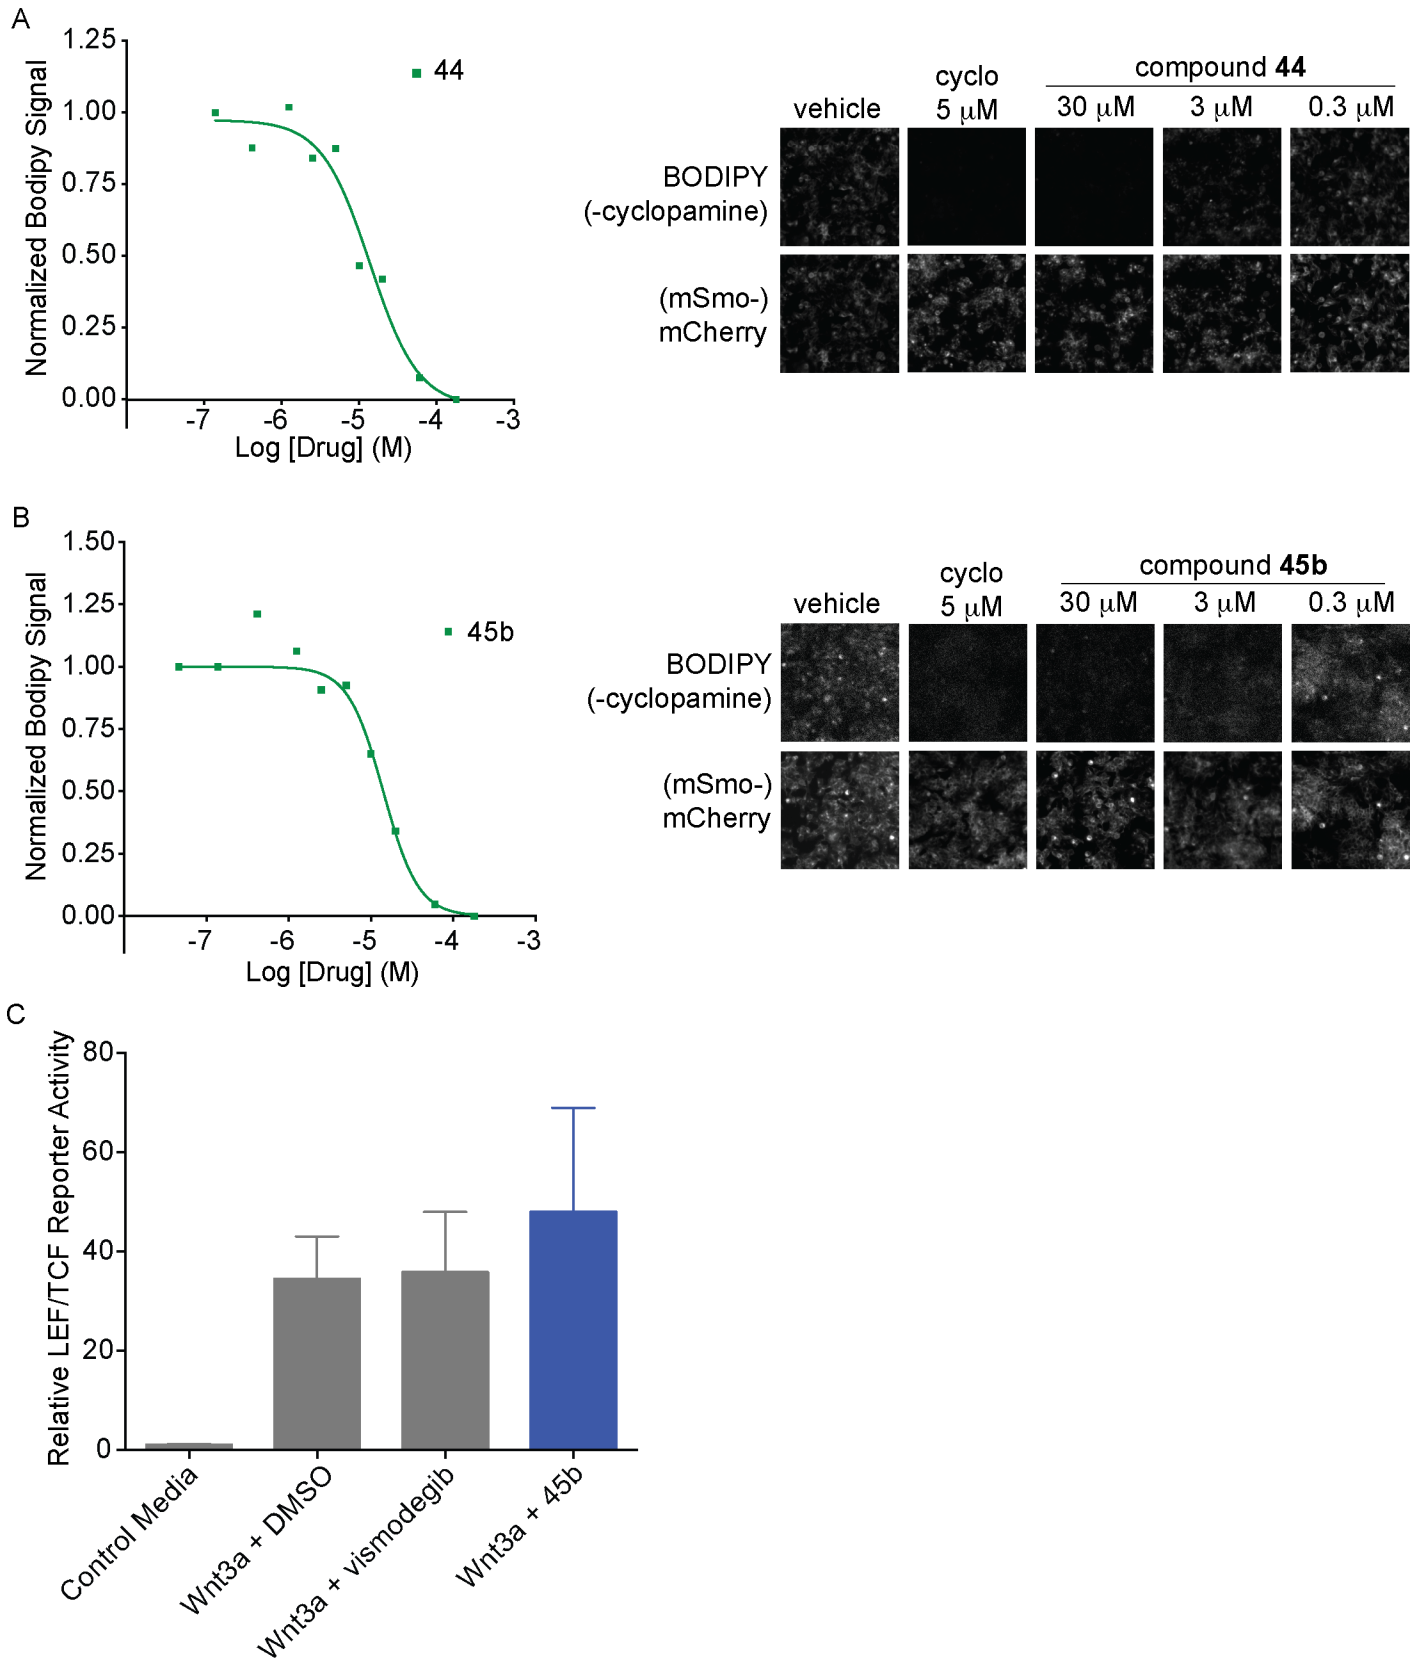 A
1.25
1.00
0.75
0.50
0.25
0.00
Normalized Bodipy Signal
44
-7 -6 -5 -4 -3
Log [Drug] (M)
compound 44
vehicle
cyclo
5 μM
30 μM 3 μM 0.3 μM
BODIPY
(-cyclopamine)
(mSmo-)
mCherry
B
1.50
1.25
1.00
0.75
0.50
0.25
0.00
Normalized Bodipy Signal
45b
-7 -6 -5 -4 -3
Log [Drug] (M)
compound 45b
vehicle
cyclo
5 μM
30 μM 3 μM 0.3 μM
BODIPY
(-cyclopamine)
(mSmo-)
mCherry
C
80
60
40
20
0
Relative LEF/TCF Reporter Activity
Control Media
Wnt3a + DMSO
Wnt3a + vismodegib
Wnt3a + 45b